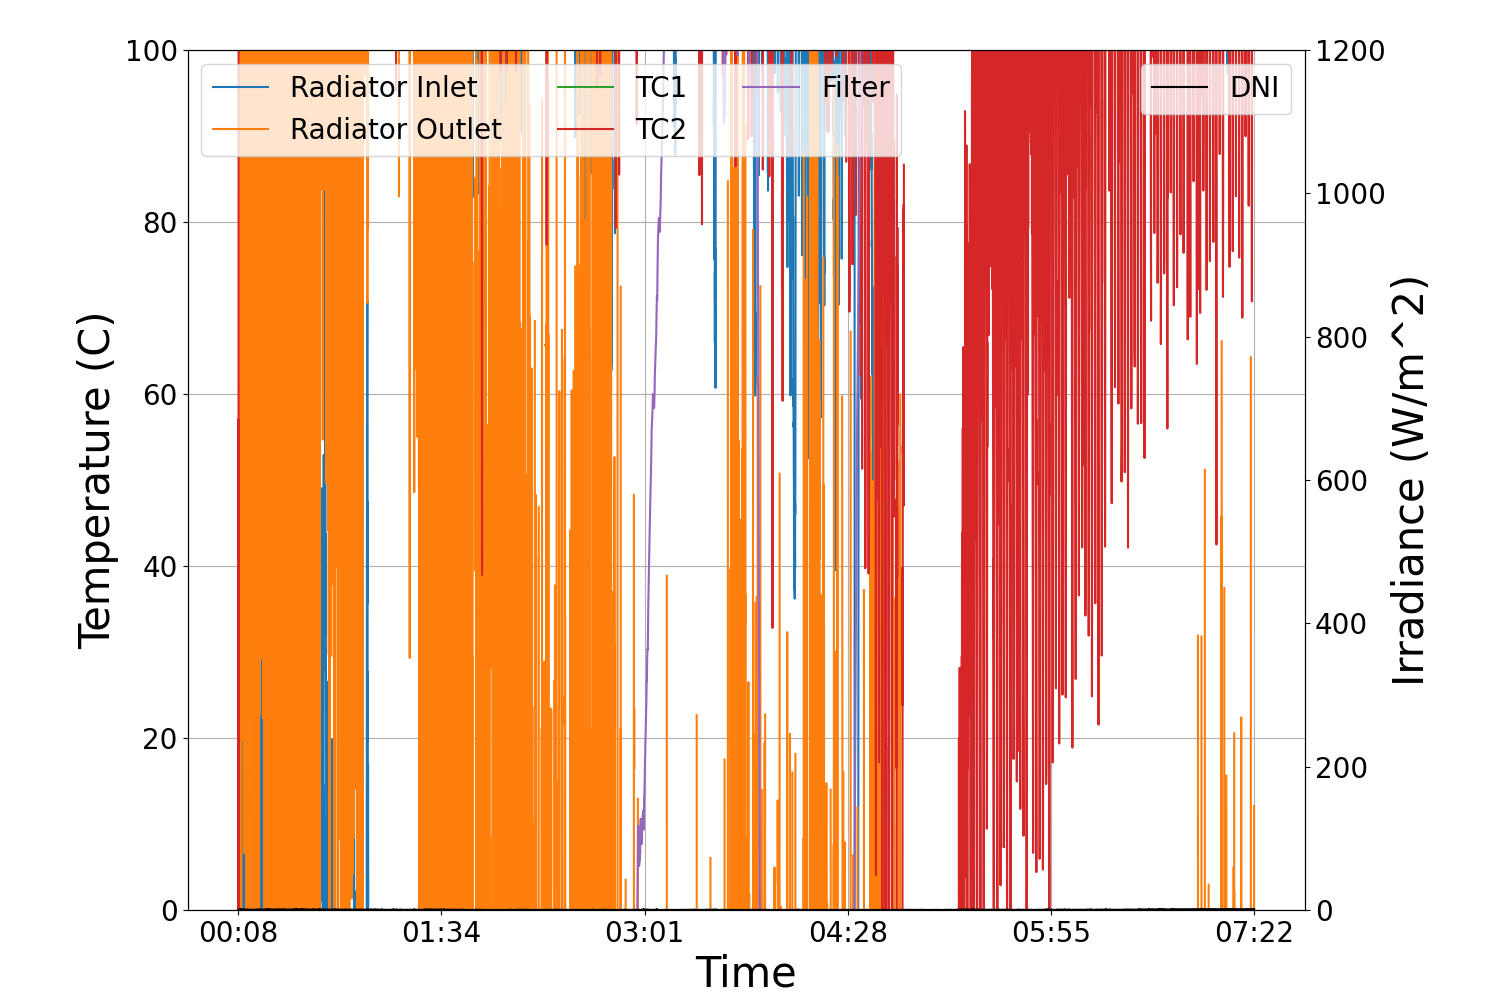 Radiator Inlet
Radiator Outlet
TC1
TC2
Filter
DNI
Temperature (C)
100
80
60
40
20
0
1200
1000
800
600
400
200
0
Irradiance (W/m^2)
00:08 01:34 03:01 04:28 05:55 07:22
Time